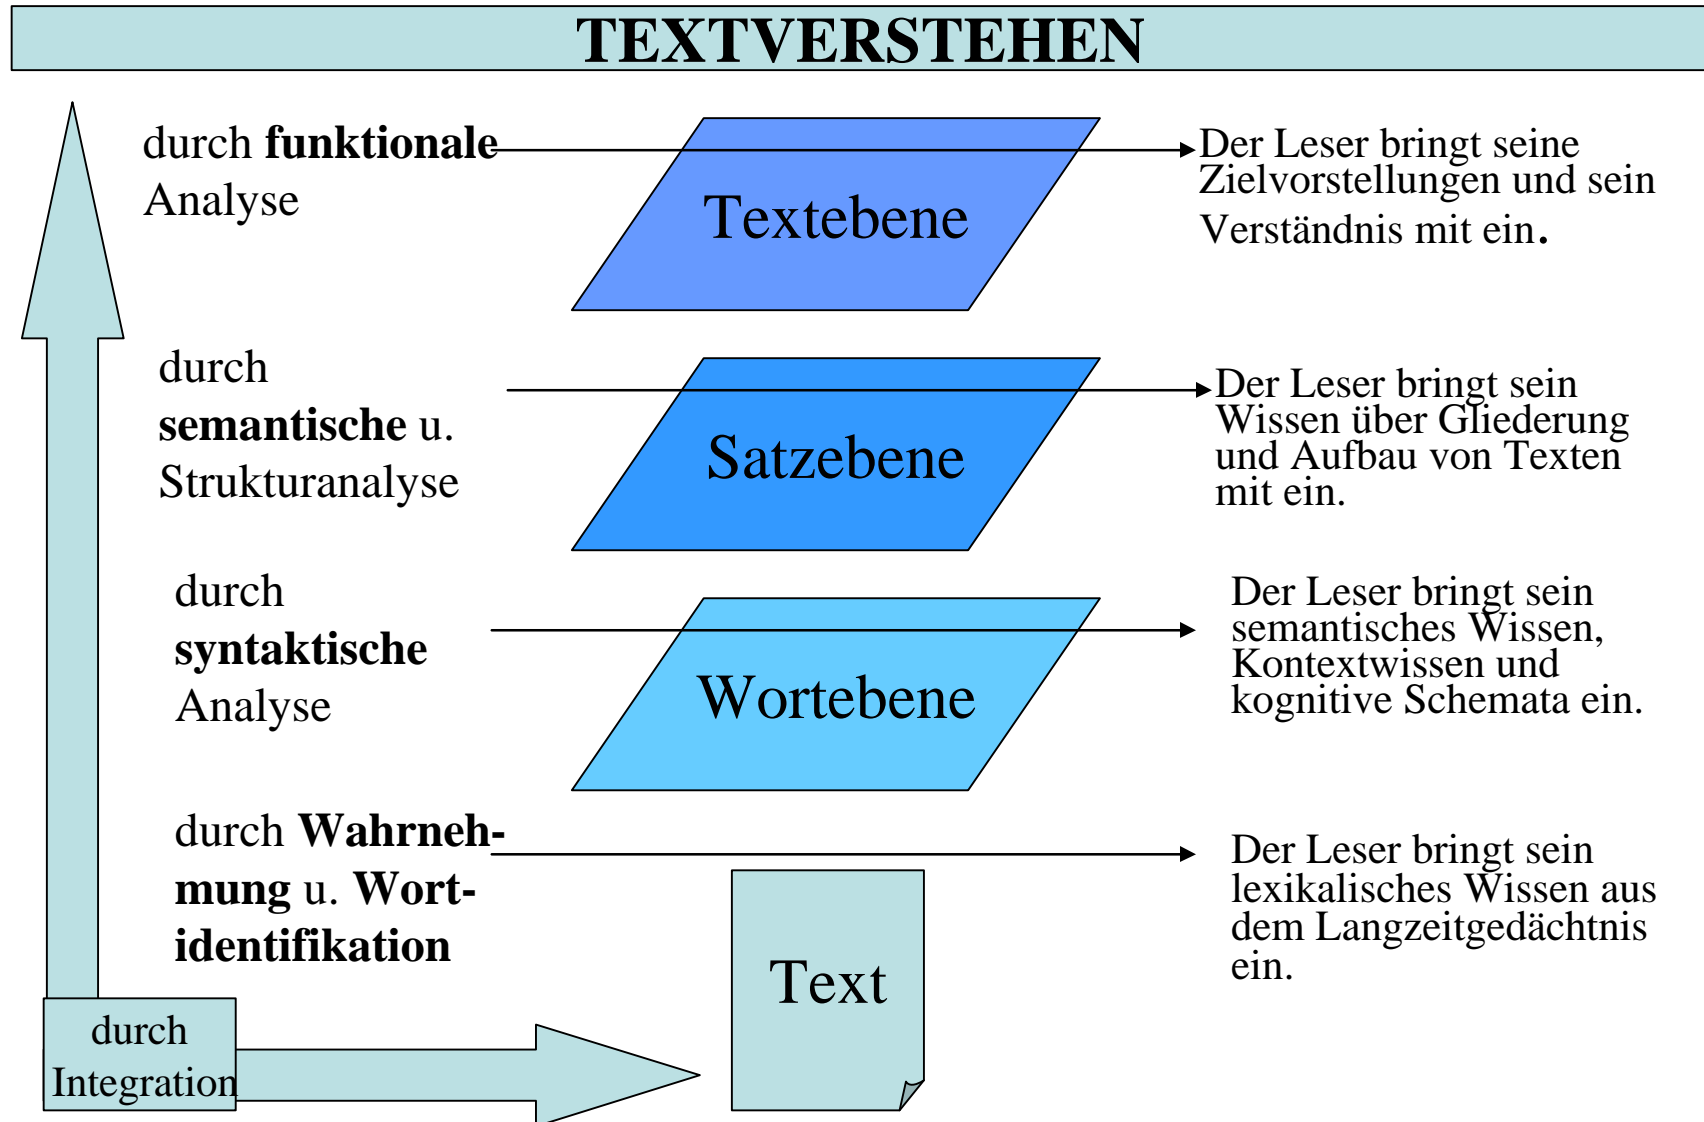 TEXTVERSTEHEN
durch funktionale
Analyse
Textebene
Der Leser bringt seine
Zielvorstellungen und sein
Verständnis mit ein.
durch
semantische u.
Strukturanalyse
Satzebene
Der Leser bringt sein
Wissen über Gliederung
und Aufbau von Texten
mit ein.
durch
syntaktische
Analyse
Wortebene
Der Leser bringt sein
semantisches Wissen,
Kontextwissen und
kognitive Schemata ein.
durch Wahrneh-
mung u. Wort-
identifikation
Text
Der Leser bringt sein
lexikalisches Wissen aus
dem Langzeitgedächtnis
ein.
durch
Integration